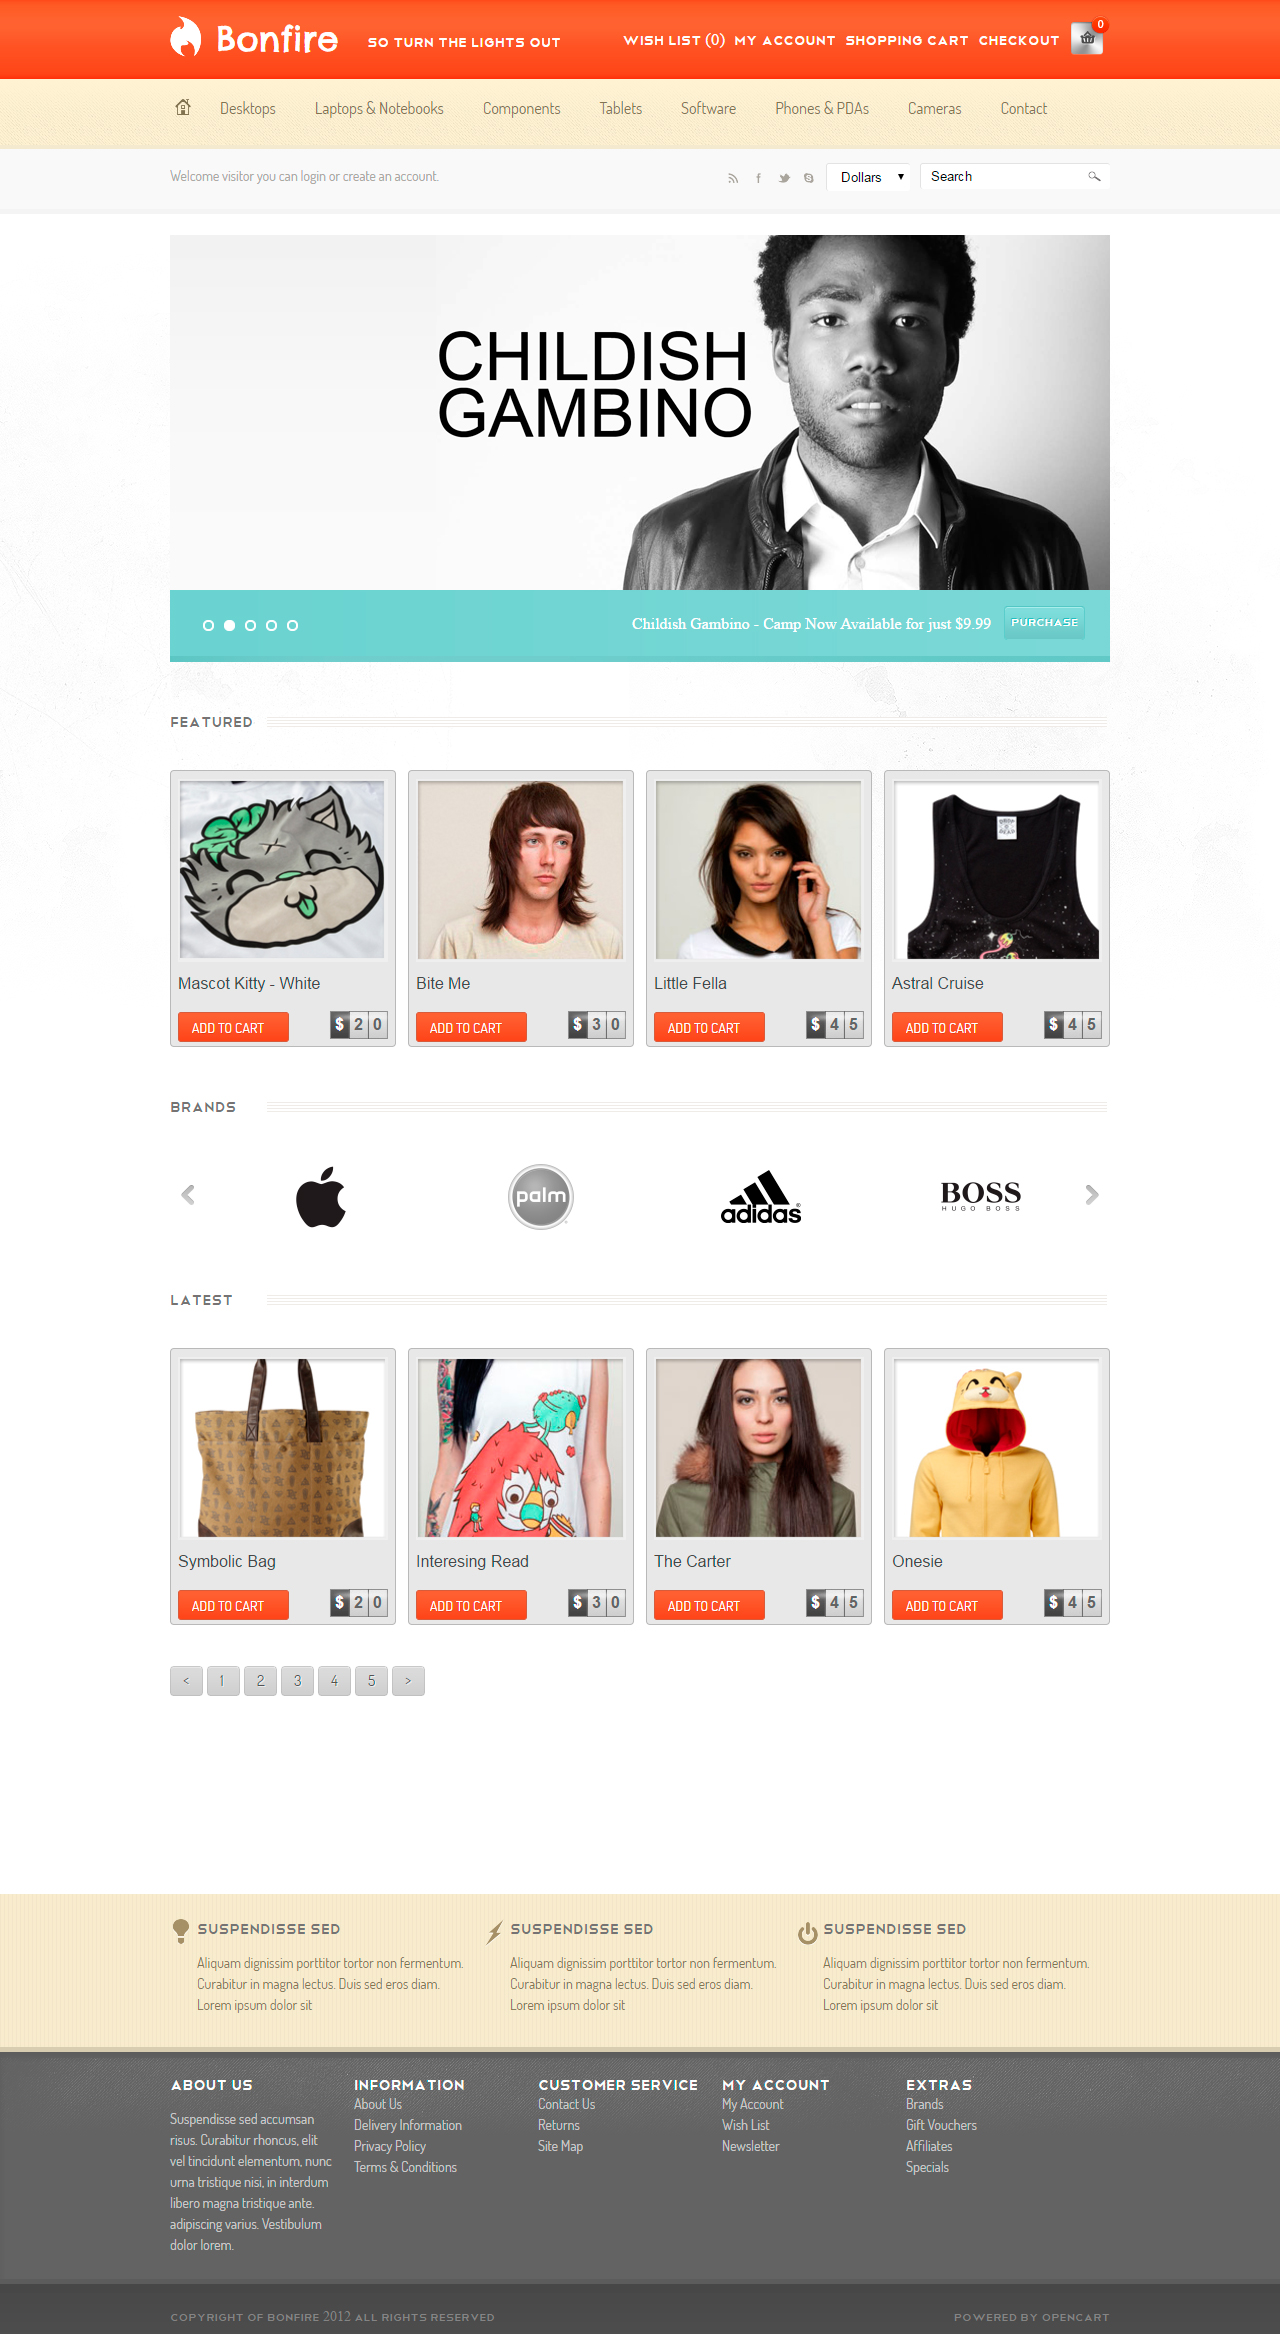 Bonfire
SO TURN THE LIGHTS OUT
WISH LIST (0) MY ACCOUNT SHOPPING CART CHECKOUT
0
Desktops Laptops & Notebooks Components Tablets Software Phones & PDAs Cameras Contact
Welcome visitor you can login or create an account.
Dollars
Search
CHILDISH
GAMBINO
Childish Gambino - Camp Now Available for just $9.99
PURCHASE
FEATURED
Mascot Kitty - White
ADD TO CART
$ 2 0
Bite Me
ADD TO CART
$ 3 0
Little Fella
ADD TO CART
$ 4 5
Astral Cruise
ADD TO CART
$ 4 5
BRANDS
palm
adidas
BOSS
HUGO BOSS
LATEST
Symbolic Bag
ADD TO CART
$ 2 0
Interesing Read
ADD TO CART
$ 3 0
The Carter
ADD TO CART
$ 4 5
Onesie
ADD TO CART
$ 4 5
< 1 2 3 4 5 >
SUSPENDISSE SED
Aliquam dignissim porttitor tortor non fermentum.
Curabitur in magna lectus. Duis sed eros diam.
Lorem ipsum dolor sit
SUSPENDISSE SED
Aliquam dignissim porttitor tortor non fermentum.
Curabitur in magna lectus. Duis sed eros diam.
Lorem ipsum dolor sit
SUSPENDISSE SED
Aliquam dignissim porttitor tortor non fermentum.
Curabitur in magna lectus. Duis sed eros diam.
Lorem ipsum dolor sit
ABOUT US
Suspendisse sed accumsan
risus. Curabitur rhoncus, elit
vel tincidunt elementum, nunc
urna tristique nisi, in interdum
libero magna tristique ante.
adipiscing varius. Vestibulum
dolor lorem.
INFORMATION
About Us
Delivery Information
Privacy Policy
Terms & Conditions
CUSTOMER SERVICE
Contact Us
Returns
Site Map
MY ACCOUNT
My Account
Wish List
Newsletter
EXTRAS
Brands
Gift Vouchers
Affiliates
Specials
COPYRIGHT OF BONFIRE 2012 ALL RIGHTS RESERVED
POWERED BY OPENCART